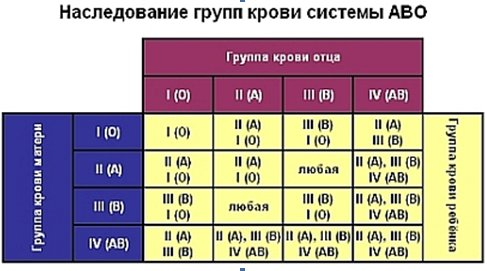 Наследование групп крови системы АВО
Группа крови отца
I (O) II (A) III (B) IV (AB)
Группа крови матери
I (O) I (O) II (A) III (B) II (A)
I (O) I (O) III (B)
II (A) II (A) II (A) любая II (A), III (B)
I (O) I (O) IV (AB)
III (B) III (B) любая III (B) II (A), III (B)
I (O) I (O) IV (AB)
IV (AB) II (A) II (A), III (B) II (A), III (B) II (A), III (B)
III (B) IV (AB) IV (AB) IV (AB)
Группа крови ребёнка